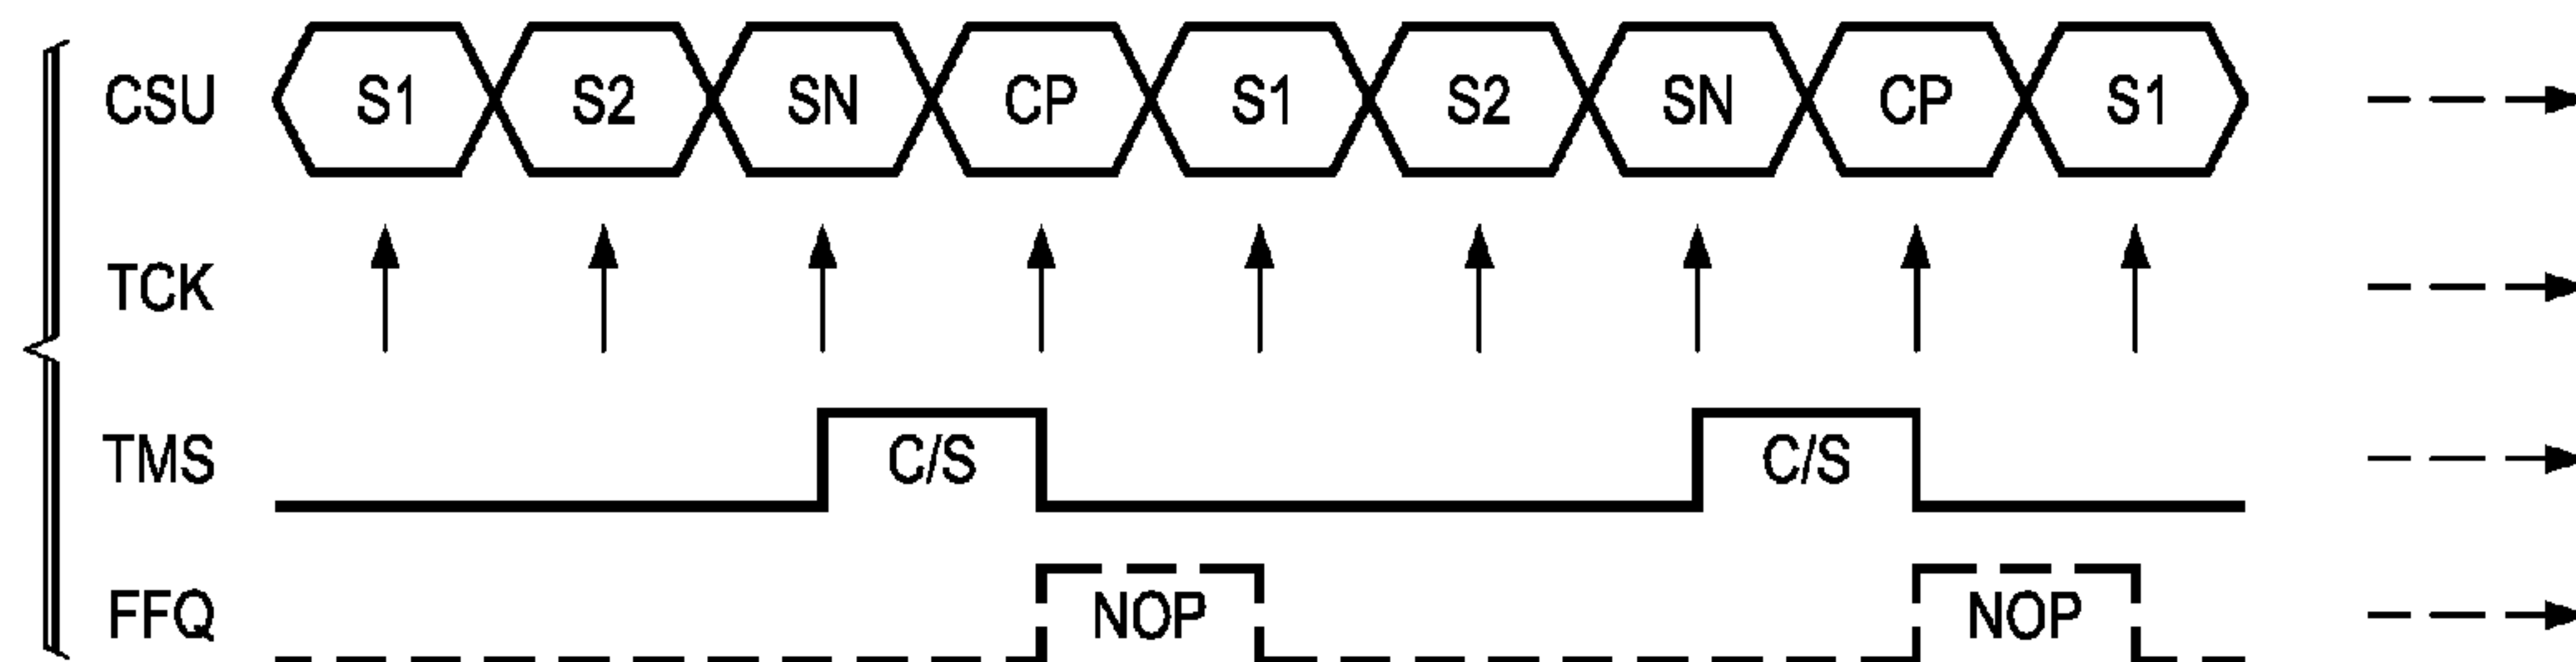 CSU S1 S2 SN CP S1 S2 SN CP S1
TCK
TMS C/S C/S
FFQ NOP NOP